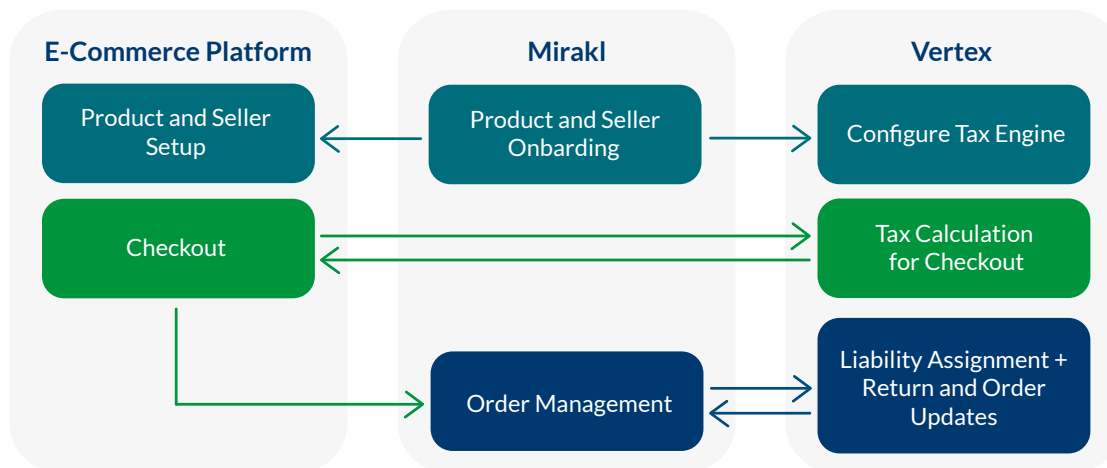 E-Commerce Platform
Mirakl
Vertex
Product and Seller
Setup
Product and Seller
Onbarding
Configure Tax Engine
Checkout
Tax Calculation
for Checkout
Order Management
Liability Assignment +
Return and Order
Updates